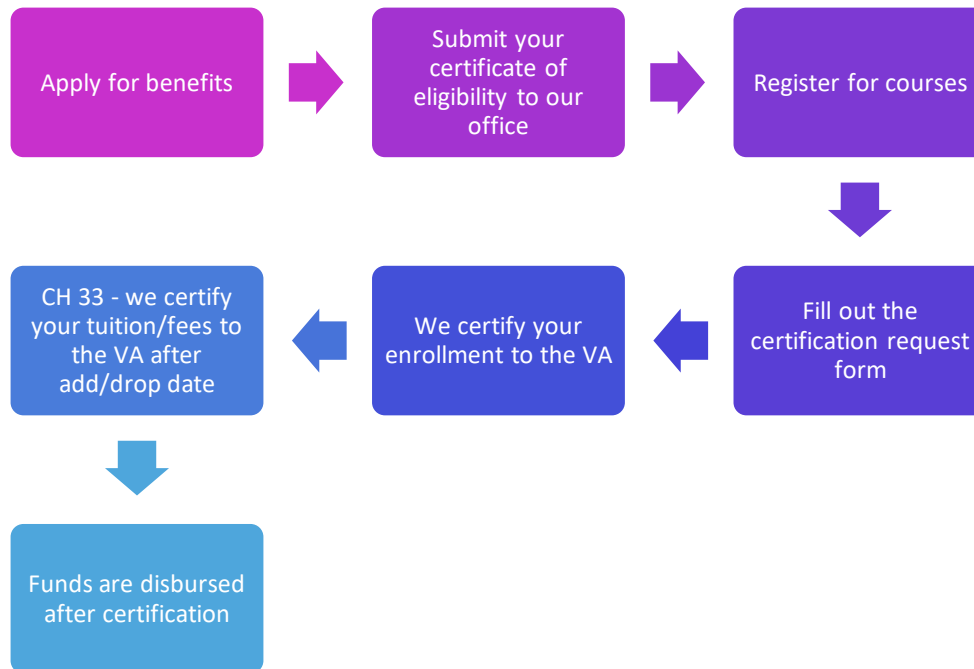 Apply for benefits
Submit your
certificate of
eligibility to our
office
Register for courses
Fill out the
certification request
form
We certify your
enrollment to the VA
CH 33 - we certify
your tuition/fees to
the VA after
add/drop date
Funds are disbursed
after certification